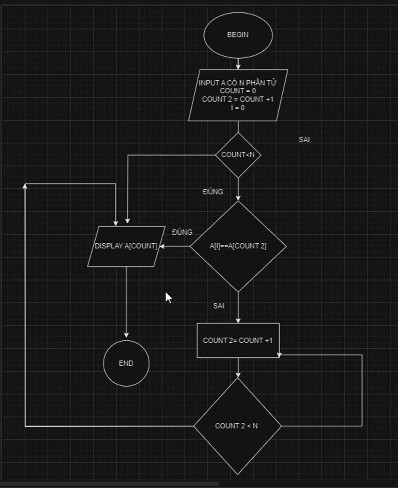 BEGIN
INPUT A CÓ N PHẦN TỬ
COUNT = 0
COUNT 2 = COUNT +1
I = 0
SAI
COUNT<N
ĐÚNG
ĐÚNG
DISPLAY A[COUNT]
A[I]==A[COUNT 2]
SAI
COUNT 2= COUNT +1
END
COUNT 2 < N